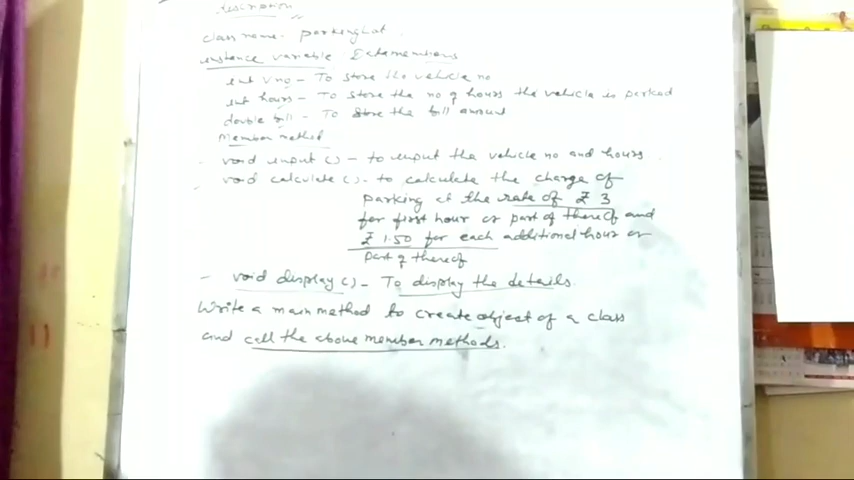 description
class name - parkingLot
instance variable Datamembers
int vno - To store the vehicle no
int hours - To store the no of hours the vehicle is parked
double bill - To store the bill amount
Member method
- void input() - to input the vehicle no and hours.
- void calculate() - to calculate the charge of
parking at the rate of ₹ 3
for first hour or part of thereof and
₹ 1.50 for each additional hour or
part of thereof
- void display() - To display the details.
Write a main method to create object of a class
and call the above member methods.